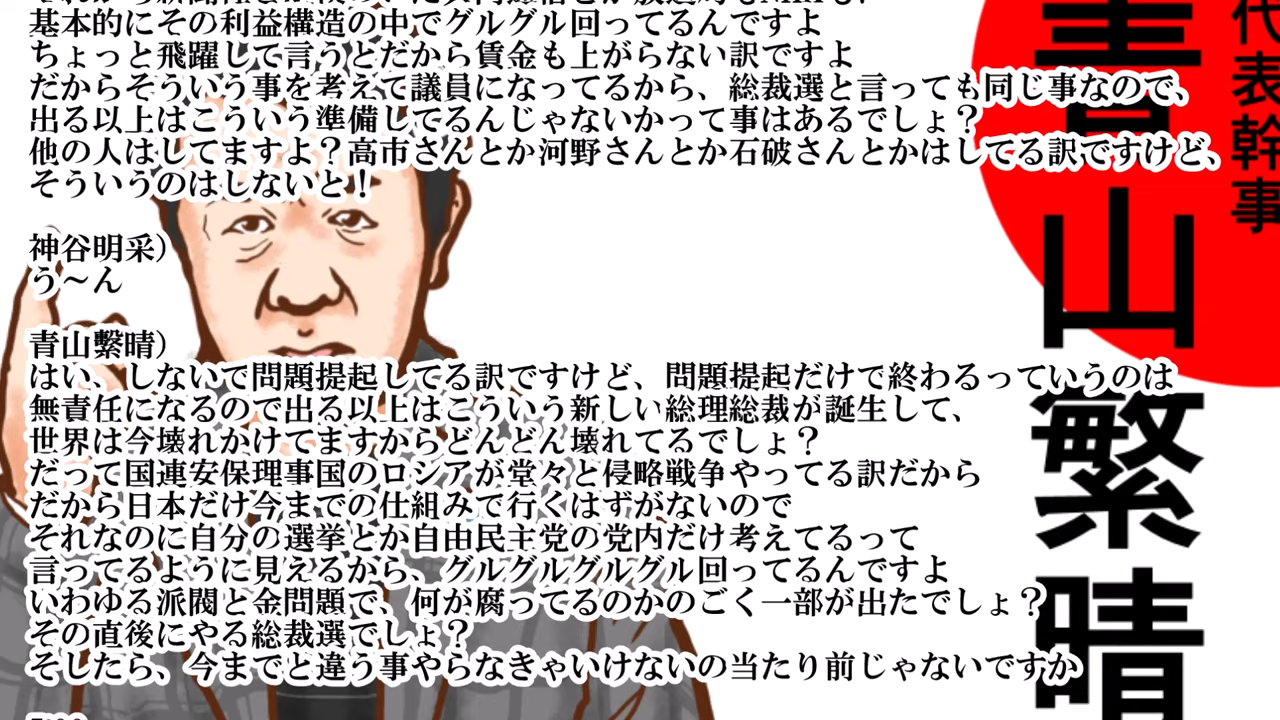 基本的にその利益構造の中でグルグル回ってるんですよ
ちょっと飛躍して言うとだから賃金も上がらない訳ですよ
だからそういう事を考えて議員になってるから、総裁選と言っても同じ事なので、
出る以上はこういう準備してるんじゃないかって事はあるでしょ?
他の人はしてますよ?高市さんとか河野さんとか石破さんとかはしてる訳ですけど、
そういうのはしないと!
神谷明采)
う〜ん
青山繫晴)
はい、しないで問題提起してる訳ですけど、問題提起だけで終わるっていうのは
無責任になるので出る以上はこういう新しい総理総裁が誕生して、
世界は今壊れかけてますからどんどん壊れてるでしょ?
だって国連安保理事国のロシアが堂々と侵略戦争やってる訳だから
だから日本だけ今までの仕組みで行くはずがないので
それなのに自分の選挙とか自由民主党の党内だけ考えてるって
言ってるように見えるから、グルグルグルグル回ってるんですよ
いわゆる派閥と金問題で、何が腐ってるのかのごく一部が出たでしょ?
その直後にやる総裁選でしょ?
そしたら、今までと違う事やらなきゃいけないの当たり前じゃないですか
代表幹事
青山繁晴